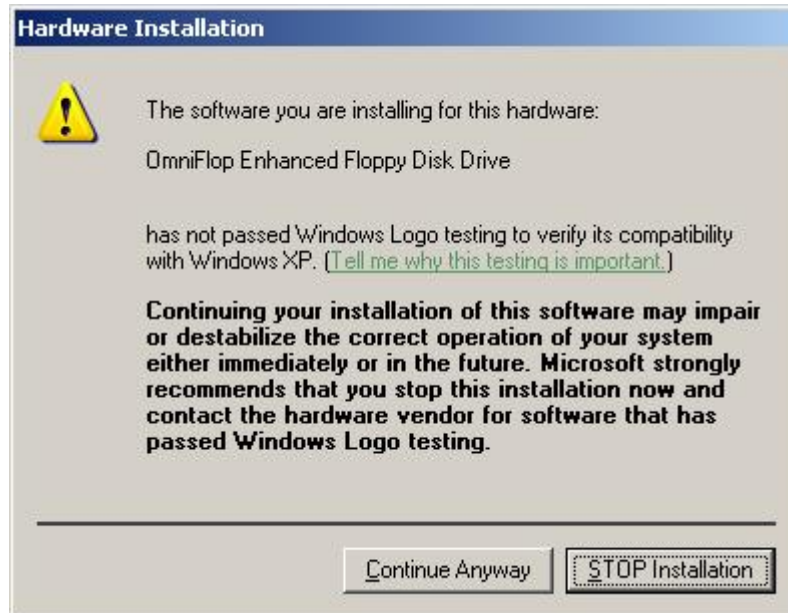 Hardware Installation
The software you are installing for this hardware:
OmniFlop Enhanced Floppy Disk Drive
has not passed Windows Logo testing to verify its compatibility
with Windows XP. (Tell me why this testing is important.)
Continuing your installation of this software may impair
or destabilize the correct operation of your system
either immediately or in the future. Microsoft strongly
recommends that you stop this installation now and
contact the hardware vendor for software that has
passed Windows Logo testing.
Continue Anyway
STOP Installation